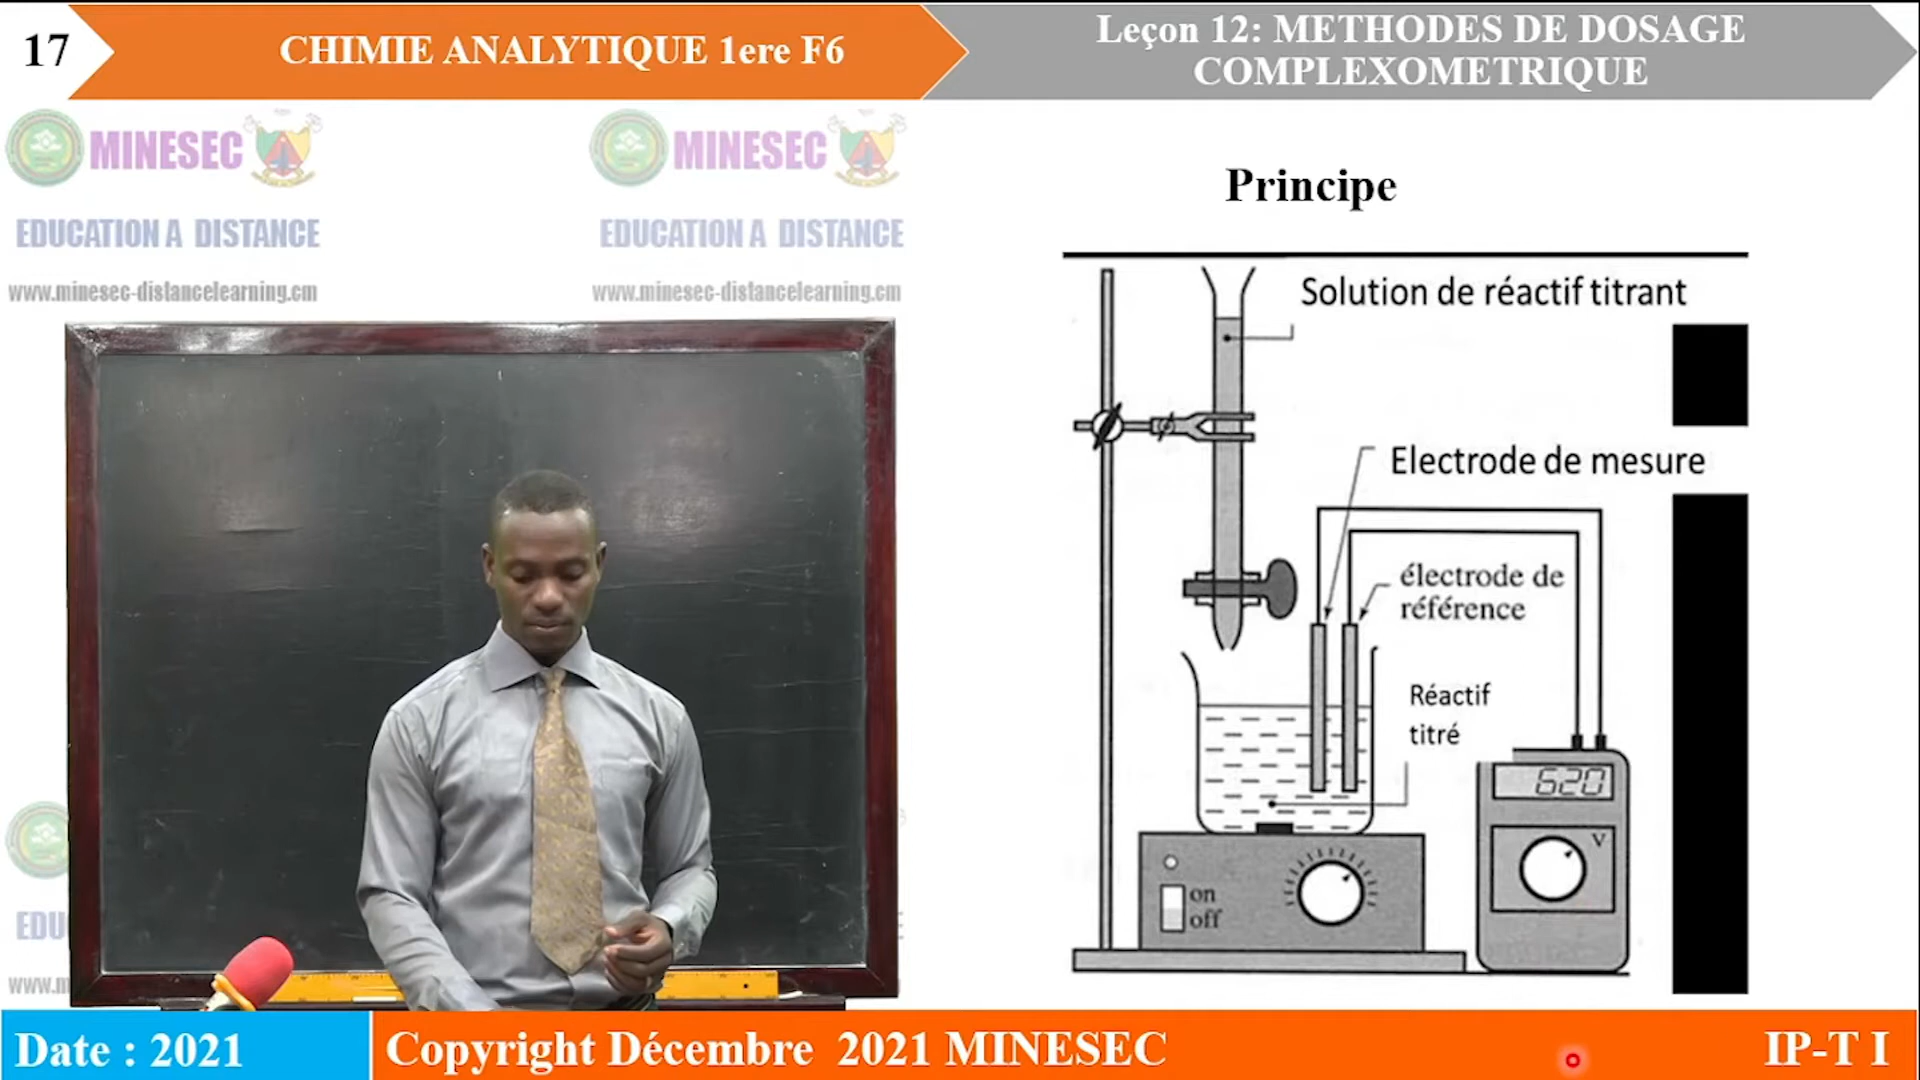 17
CHIMIE ANALYTIQUE 1ere F6
Leçon 12: METHODES DE DOSAGE
COMPLEXOMETRIQUE
MINESEC
MINESEC
EDUCATION A DISTANCE
EDUCATION A DISTANCE
www.minesec-distancelearning.cm
www.minesec-distancelearning.cm
Principe
Solution de réactif titrant
Electrode de mesure
électrode de
référence
Réactif
titré
620
V
on
off
EDU
www.m
Date : 2021
Copyright Décembre 2021 MINESEC
IP-T I